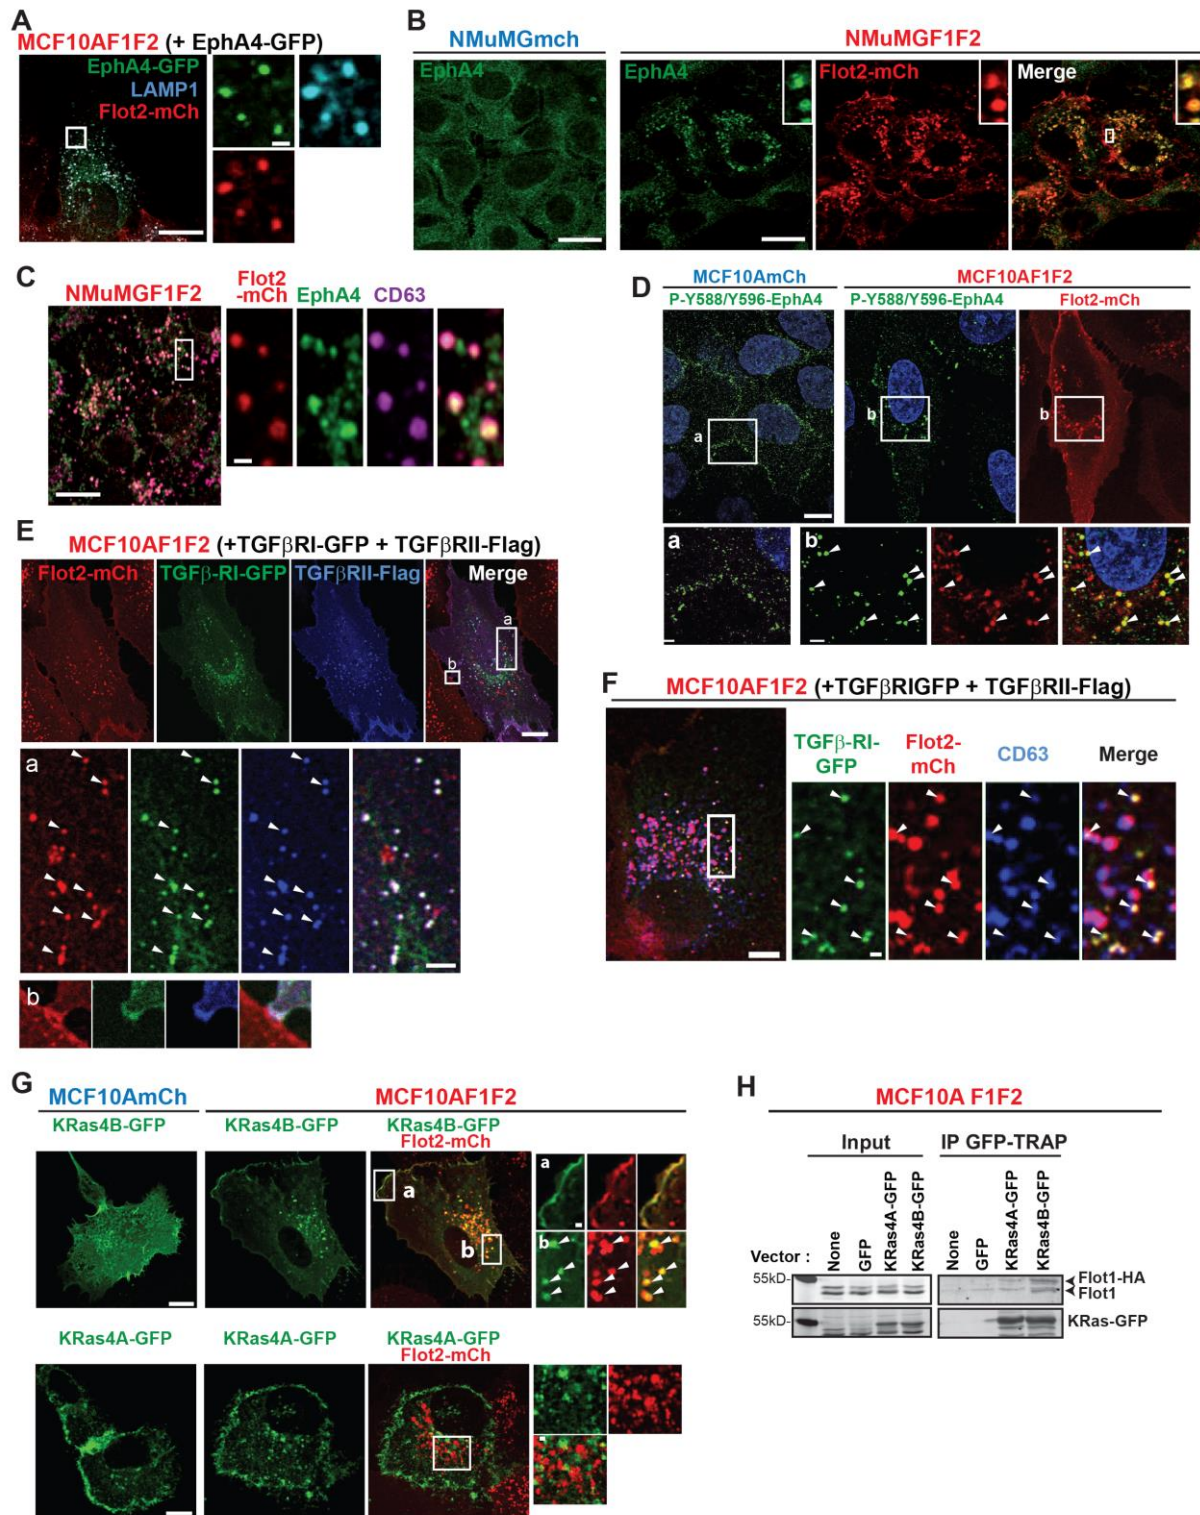 A
MCF10AF1F2 (+ EphA4-GFP)
EphA4-GFP
LAMP1
Flot2-mCh
B
NMuMGmch
NMuMGF1F2
EphA4
EphA4
Flot2-mCh
Merge
C
NMuMGF1F2
Flot2
-mCh
EphA4
CD63
D
MCF10AmCh
MCF10AF1F2
P-Y588/Y596-EphA4
P-Y588/Y596-EphA4
Flot2-mCh
a
b
b
a
b
E
MCF10AF1F2 (+TGFβRI-GFP + TGFβRII-Flag)
Flot2-mCh
TGFβ-RI-GFP
TGFβRII-Flag
Merge
a
b
a
b
F
MCF10AF1F2 (+TGFβRIGFP + TGFβRII-Flag)
TGFβ-RI-
GFP
Flot2-
mCh
CD63
Merge
G
MCF10AmCh
MCF10AF1F2
KRas4B-GFP
KRas4B-GFP
KRas4B-GFP
Flot2-mCh
a
b
a
b
KRas4A-GFP
KRas4A-GFP
KRas4A-GFP
Flot2-mCh
H
MCF10A F1F2
Input
IP GFP-TRAP
Vector :
None
GFP
KRas4A-GFP
KRas4B-GFP
None
GFP
KRas4A-GFP
KRas4B-GFP
55kD-
Flot1-HA
Flot1
55kD-
KRas-GFP